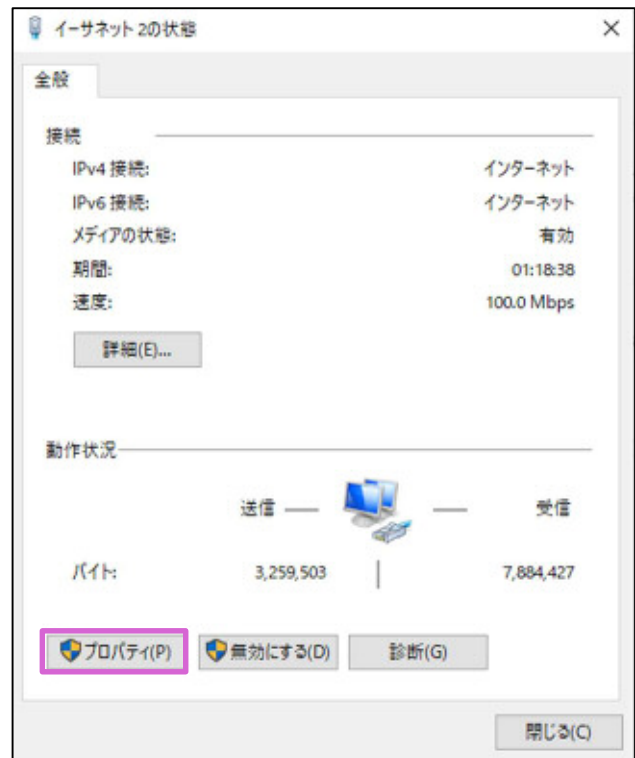 イーサネット 2の状態
全般
接続
IPv4 接続: インターネット
IPv6 接続: インターネット
メディアの状態: 有効
期間: 01:18:38
速度: 100.0 Mbps
詳細(E)...
動作状況
送信 受信
バイト: 3,259,503 7,884,427
プロパティ(P) 無効にする(D) 診断(G)
閉じる(C)